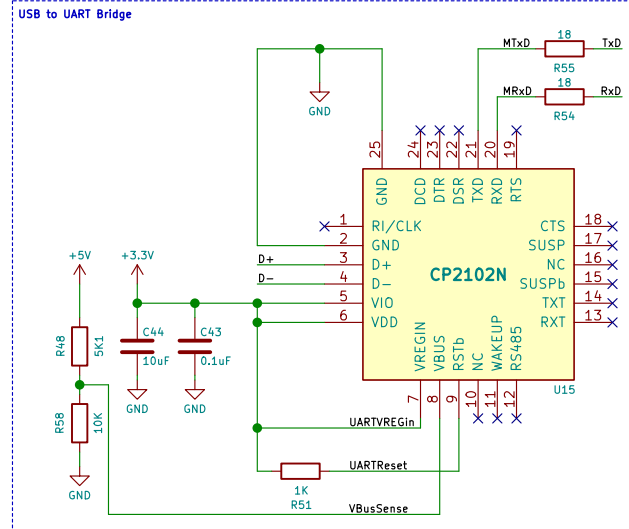 USB to UART Bridge
18
MTxD
TxD
R55
18
MRxD
RxD
R54
GND
25
24
23
22
21
20
19
GND
DCD
DTR
DSR
TXD
RXD
RTS
1
RI/CLK
CTS
18
2
GND
SUSP
17
D+
3
D+
NC
16
D-
4
D-
SUSPb
15
CP2102N
5
VIO
TXT
14
6
VDD
RXT
13
+5V
+3.3V
R48
5K1
C44
10uF
C43
0.1uF
GND
GND
VREGIN
VBUS
RSTb
NC
WAKEUP
RS485
U15
7
8
9
10
11
12
R58
10K
GND
UARTVREGin
UARTReset
1K
R51
VBusSense